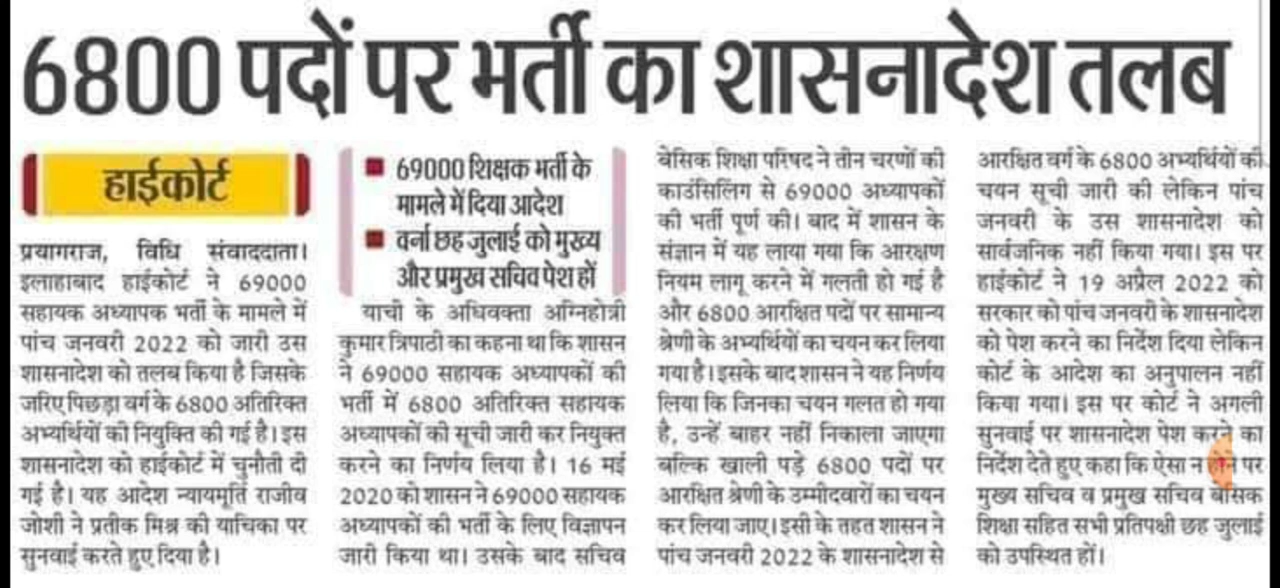 6800 पदों पर भर्ती का शासनादेश तलब
हाईकोर्ट
प्रयागराज, विधि संवाददाता।
इलाहाबाद हाईकोर्ट ने 69000
सहायक अध्यापक भर्ती के मामले में
पांच जनवरी 2022 को जारी उस
शासनादेश को तलब किया है जिसके
जरिए पिछड़ा वर्ग के 6800 अतिरिक्त
अभ्यर्थियों की नियुक्ति की गई है। इस
शासनादेश को हाईकोर्ट में चुनौती दी
गई है। यह आदेश न्यायमूर्ति राजीव
जोशी ने प्रतीक मिश्र की याचिका पर
सुनवाई करते हुए दिया है।
69000 शिक्षक भर्ती के
मामले में दिया आदेश
वर्ना छह जुलाई को मुख्य
और प्रमुख सचिव पेश हों
याची के अधिवक्ता अग्निहोत्री
कुमार त्रिपाठी का कहना था कि शासन
ने 69000 सहायक अध्यापकों की
भर्ती में 6800 अतिरिक्त सहायक
अध्यापकों की सूची जारी कर नियुक्त
करने का निर्णय लिया है। 16 मई
2020 को शासन ने 69000 सहायक
अध्यापकों की भर्ती के लिए विज्ञापन
जारी किया था। उसके बाद सचिव
बेसिक शिक्षा परिषद ने तीन चरणों की
काउंसिलिंग से 69000 अध्यापकों
की भर्ती पूर्ण की। बाद में शासन के
संज्ञान में यह लाया गया कि आरक्षण
नियम लागू करने में गलती हो गई है
और 6800 आरक्षित पदों पर सामान्य
श्रेणी के अभ्यर्थियों का चयन कर लिया
गया है। इसके बाद शासन ने यह निर्णय
लिया कि जिनका चयन गलत हो गया
है, उन्हें बाहर नहीं निकाला जाएगा
बल्कि खाली पड़े 6800 पदों पर
आरक्षित श्रेणी के उम्मीदवारों का चयन
कर लिया जाए। इसी के तहत शासन ने
पांच जनवरी 2022 के शासनादेश से
आरक्षित वर्ग के 6800 अभ्यर्थियों की
चयन सूची जारी की लेकिन पांच
जनवरी के उस शासनादेश को
सार्वजनिक नहीं किया गया। इस पर
हाईकोर्ट ने 19 अप्रैल 2022 को
सरकार को पांच जनवरी के शासनादेश
को पेश करने का निर्देश दिया लेकिन
कोर्ट के आदेश का अनुपालन नहीं
किया गया। इस पर कोर्ट ने अगली
सुनवाई पर शासनादेश पेश करने का
निर्देश देते हुए कहा कि ऐसा न होने पर
मुख्य सचिव व प्रमुख सचिव बेसिक
शिक्षा सहित सभी प्रतिपक्षी छह जुलाई
को उपस्थित हों।